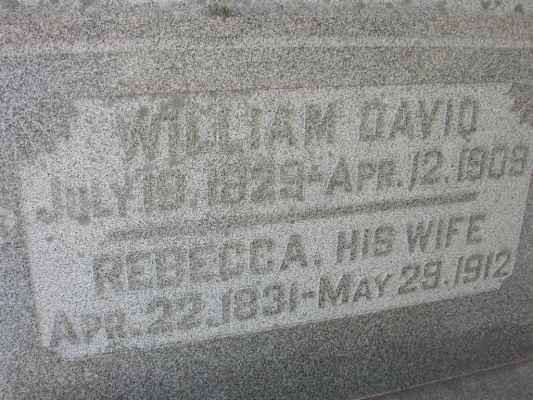 WILLIAM DAVID
JULY 19, 1829-APR. 12, 1909
REBECCA, HIS WIFE
APR. 22, 1831-MAY 29, 1912